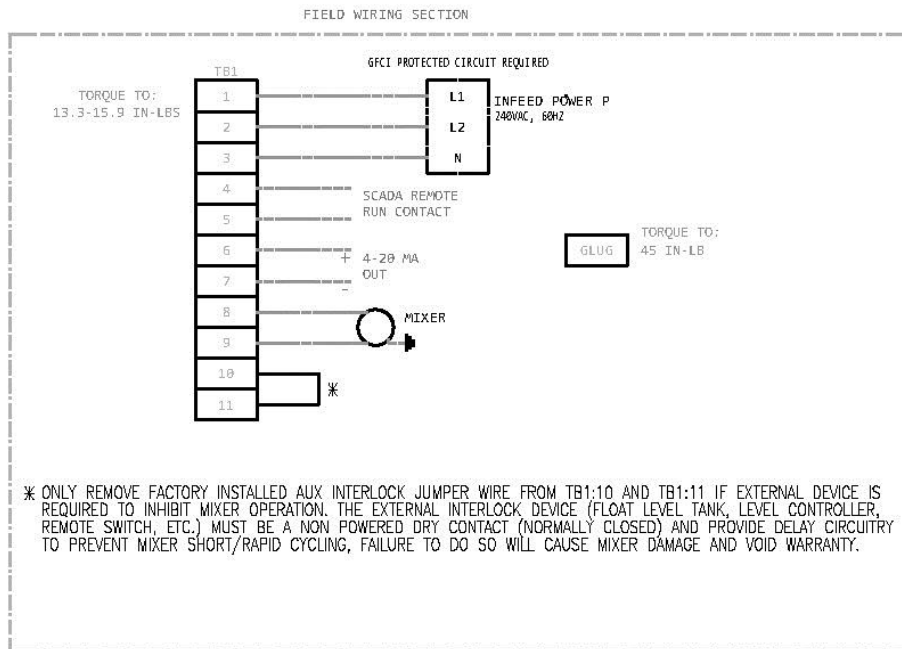 FIELD WIRING SECTION
GFCI PROTECTED CIRCUIT REQUIRED
TB1
TORQUE TO:
13.3-15.9 IN-LBS
1
L1
INFEED POWER P
240VAC, 60HZ
2
L2
3
N
4
SCADA REMOTE
RUN CONTACT
5
6
+
4-20 MA
OUT
7
-
GLUG
TORQUE TO:
45 IN-LB
8
MIXER
9
10
*
11
* ONLY REMOVE FACTORY INSTALLED AUX INTERLOCK JUMPER WIRE FROM TB1:10 AND TB1:11 IF EXTERNAL DEVICE IS
REQUIRED TO INHIBIT MIXER OPERATION. THE EXTERNAL INTERLOCK DEVICE (FLOAT LEVEL TANK, LEVEL CONTROLLER,
REMOTE SWITCH, ETC.) MUST BE A NON POWERED DRY CONTACT (NORMALLY CLOSED) AND PROVIDE DELAY CIRCUITRY
TO PREVENT MIXER SHORT/RAPID CYCLING, FAILURE TO DO SO WILL CAUSE MIXER DAMAGE AND VOID WARRANTY.